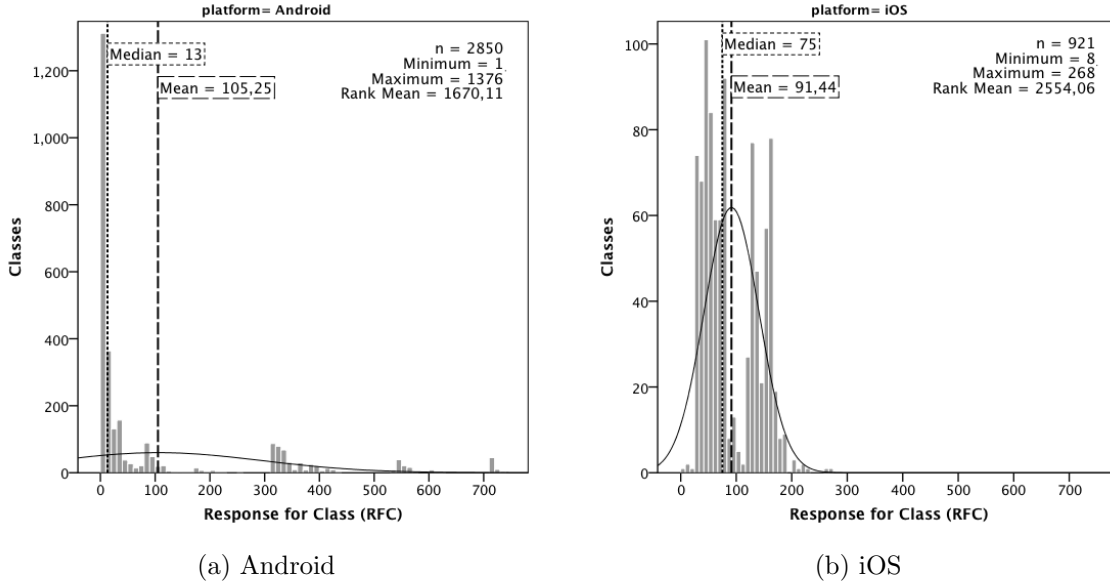 platform= Android
Median = 13
Mean = 105,25
n = 2850
Minimum = 1
Maximum = 1376
Rank Mean = 1670,11
1,200
1,000
800
600
400
200
0
Classes
0 100 200 300 400 500 600 700
Response for Class (RFC)
(a) Android
platform= iOS
Median = 75
Mean = 91,44
n = 921
Minimum = 8
Maximum = 268
Rank Mean = 2554,06
100
80
60
40
20
0
Classes
0 100 200 300 400 500 600 700
Response for Class (RFC)
(b) iOS